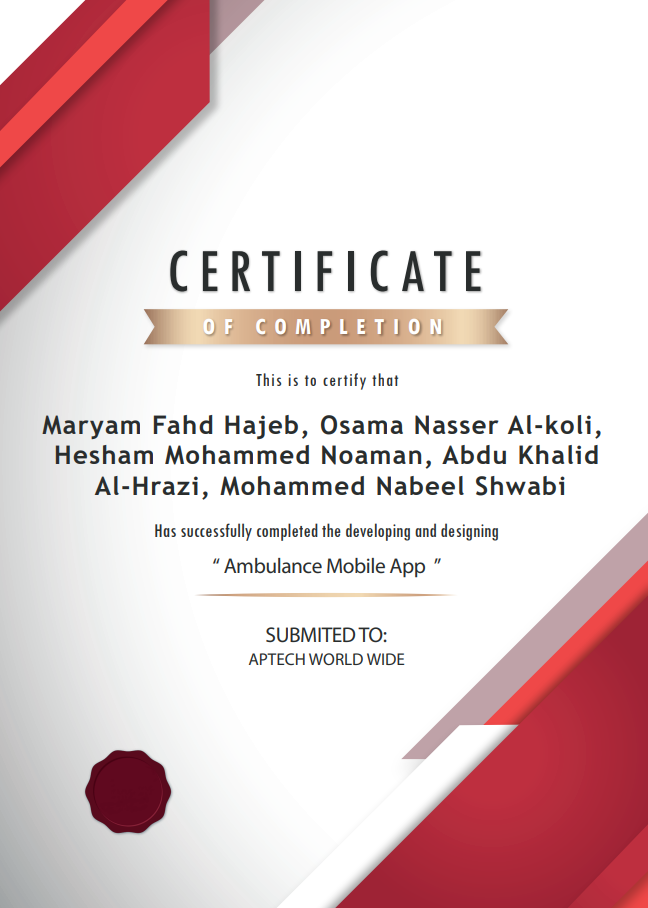 CERTIFICATE
OF COMPLETION
This is to certify that
Maryam Fahd Hajeb, Osama Nasser Al-koli,
Hesham Mohammed Noaman, Abdu Khalid
Al-Hrazi, Mohammed Nabeel Shwabi
Has successfully completed the developing and designing
“ Ambulance Mobile App ”
SUBMITED TO:
APTECH WORLD WIDE